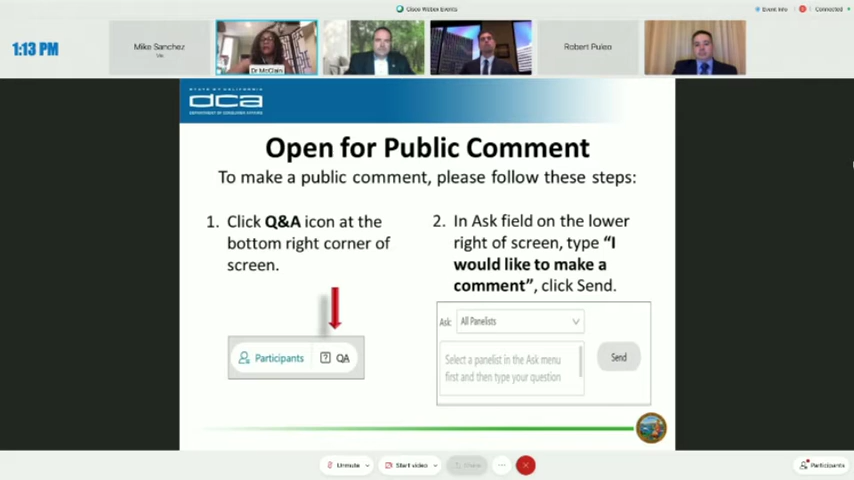 Cisco Webex Events
Event Info
Connected
1:13 PM
Mike Sanchez
Me
Dr McClain
Robert Puleo
STATE OF CALIFORNIA
dca
DEPARTMENT OF CONSUMER AFFAIRS
Open for Public Comment
To make a public comment, please follow these steps:
1. Click Q&A icon at the
bottom right corner of
screen.
2. In Ask field on the lower
right of screen, type “I
would like to make a
comment”, click Send.
Participants
? QA
Ask: All Panelists
Select a panelist in the Ask menu
first and then type your question
Send
Unmute
Start video
Share
Participants